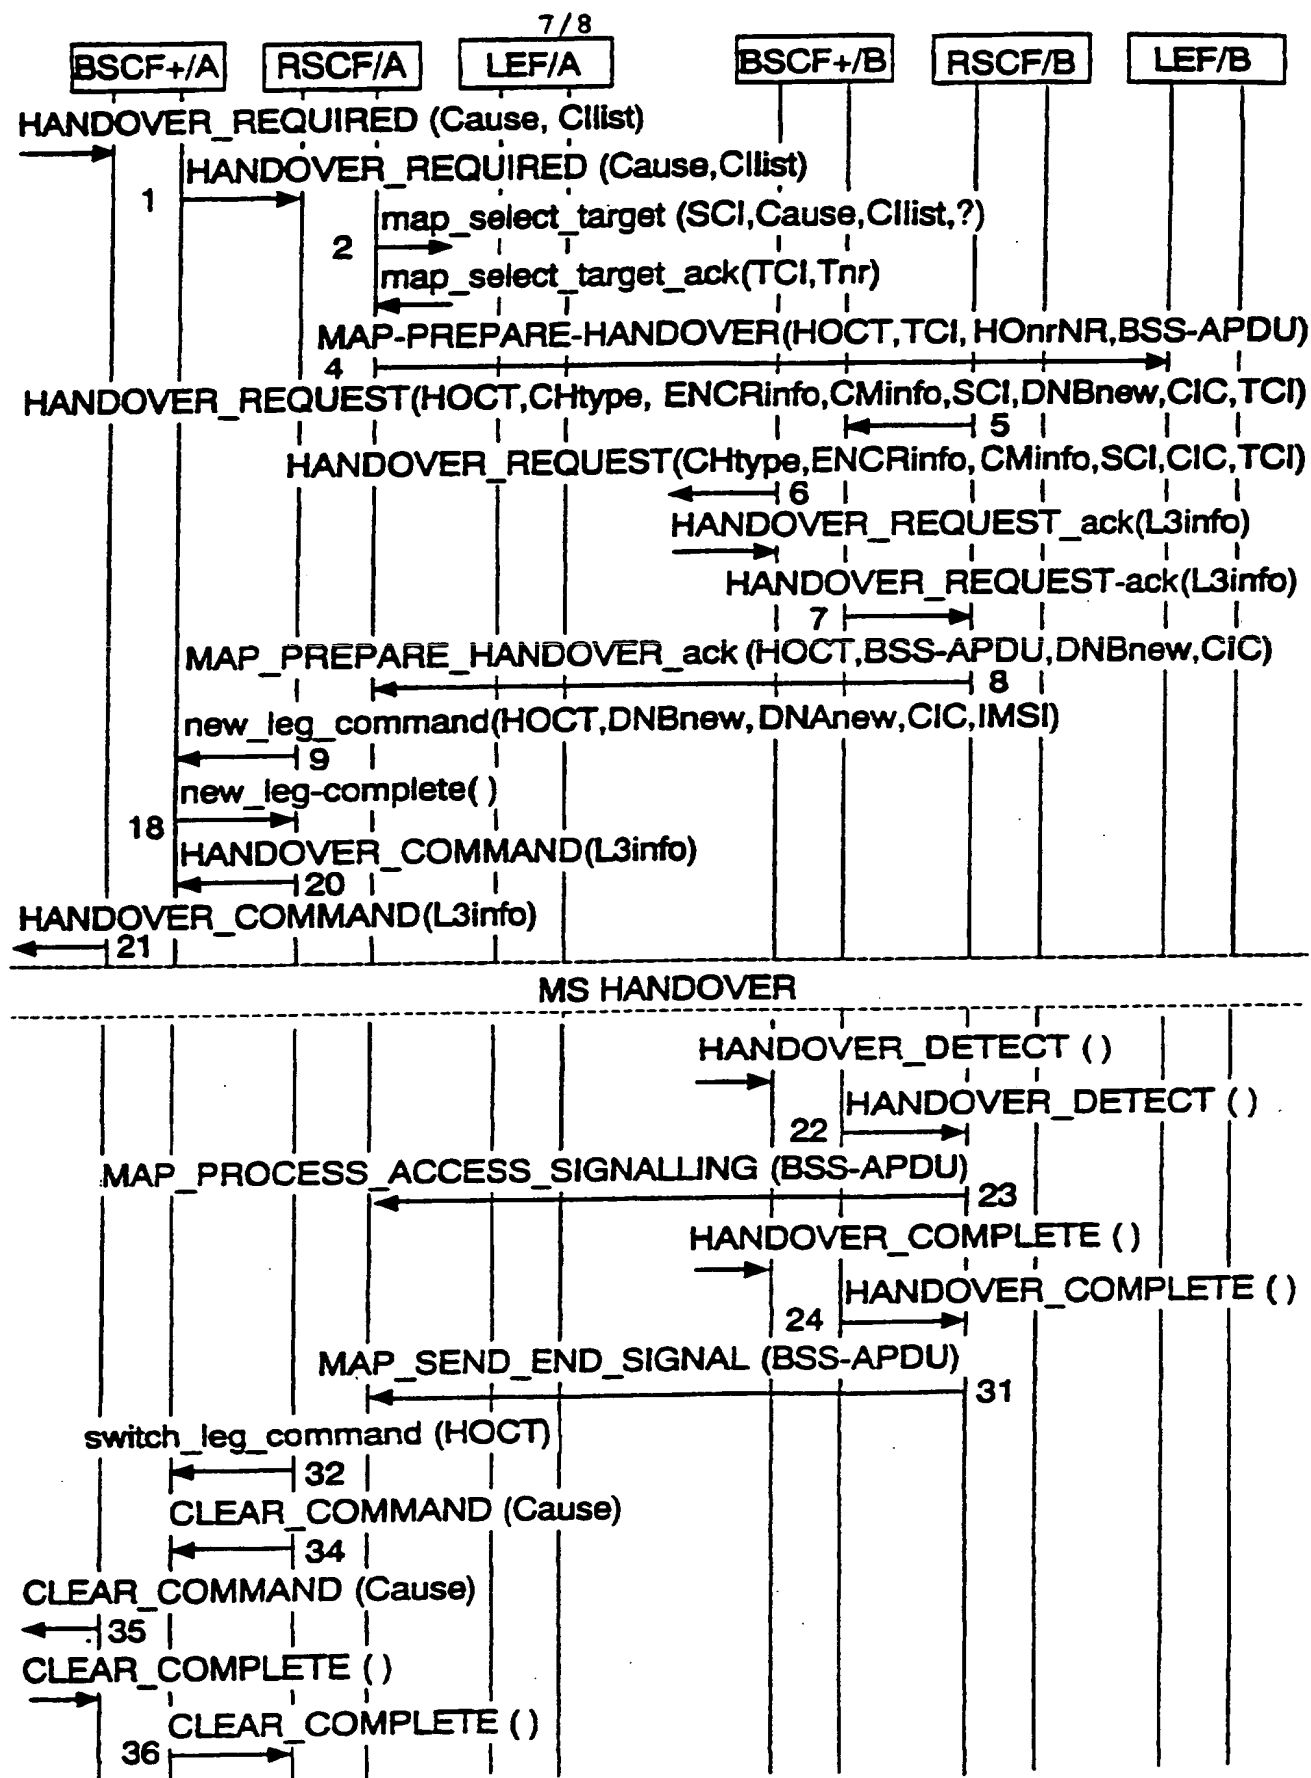 7/8
BSCF+/A RSCF/A LEF/A BSCF+/B RSCF/B LEF/B
HANDOVER_REQUIRED (Cause, CIlist)
HANDOVER_REQUIRED (Cause,CIlist)
1
map_select_target (SCI,Cause,CIlist,?)
2
map_select_target_ack(TCI,Tnr)
MAP-PREPARE-HANDOVER(HOCT,TCI, HOnrNR,BSS-APDU)
4
HANDOVER_REQUEST(HOCT,CHtype, ENCRinfo,CMinfo,SCI,DNBnew,CIC,TCI)
5
HANDOVER_REQUEST(CHtype,ENCRinfo,CMinfo,SCI,CIC,TCI)
6
HANDOVER_REQUEST_ack(L3info)
HANDOVER_REQUEST-ack(L3info)
7
MAP_PREPARE_HANDOVER_ack (HOCT,BSS-APDU,DNBnew,CIC)
8
new_leg_command(HOCT,DNBnew,DNAnew,CIC,IMSI)
9
new_leg-complete( )
18
HANDOVER_COMMAND(L3info)
20
HANDOVER_COMMAND(L3info)
21
MS HANDOVER
HANDOVER_DETECT ( )
HANDOVER_DETECT ( )
22
MAP_PROCESS_ACCESS_SIGNALLING (BSS-APDU)
23
HANDOVER_COMPLETE ( )
HANDOVER_COMPLETE ( )
24
MAP_SEND_END_SIGNAL (BSS-APDU)
31
switch_leg_command (HOCT)
32
CLEAR_COMMAND (Cause)
34
CLEAR_COMMAND (Cause)
35
CLEAR_COMPLETE ( )
CLEAR_COMPLETE ( )
36